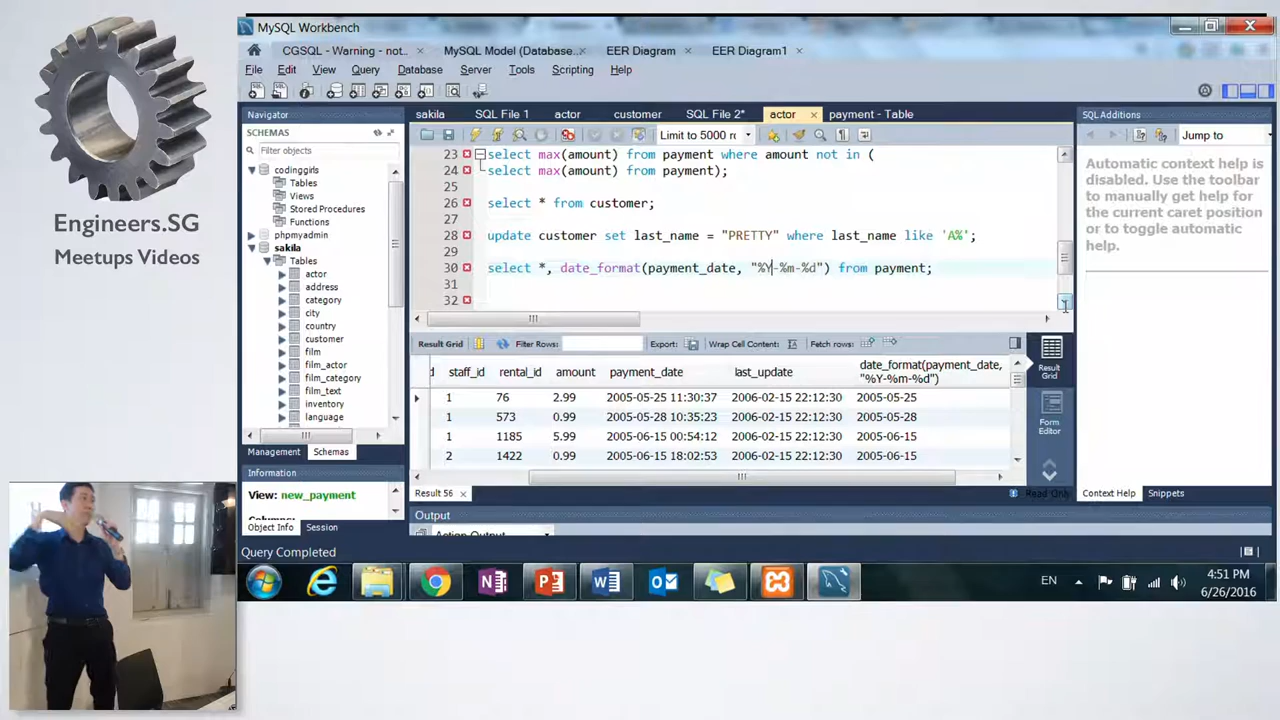 MySQL Workbench
CGSQL - Warning - not... × MySQL Model (Database... × EER Diagram × EER Diagram1 ×
File Edit View Query Database Server Tools Scripting Help
Navigator
SCHEMAS
Filter objects
codinggirls
Tables
Views
Stored Procedures
Functions
phpmyadmin
sakila
Tables
actor
address
category
city
country
customer
film
film_actor
film_category
film_text
inventory
language
Management Schemas
Information
View: new_payment
Object Info Session
Query Completed
sakila SQL File 1 actor customer SQL File 2* actor × payment - Table
Limit to 5000 rc
23 select max(amount) from payment where amount not in (
24 select max(amount) from payment);
25
26 select * from customer;
27
28 update customer set last_name = "PRETTY" where last_name like 'A%';
29
30 select *, date_format(payment_date, "%Y-%m-%d") from payment;
31
32
Result Grid Filter Rows: Export: Wrap Cell Content: Fetch rows:
d staff_id rental_id amount payment_date last_update date_format(payment_date,
"%Y-%m-%d")
1 76 2.99 2005-05-25 11:30:37 2006-02-15 22:12:30 2005-05-25
1 573 0.99 2005-05-28 10:35:23 2006-02-15 22:12:30 2005-05-28
1 1185 5.99 2005-06-15 00:54:12 2006-02-15 22:12:30 2005-06-15
2 1422 0.99 2005-06-15 18:02:53 2006-02-15 22:12:30 2005-06-15
Result
Grid
Form
Editor
Result 56 ×
Read Only
Output
Action Output
SQL Additions
Jump to
Automatic context help is
disabled. Use the toolbar
to manually get help for
the current caret position
or to toggle automatic
help.
Context Help Snippets
EN
4:51 PM
6/26/2016
Engineers.SG
Meetups Videos